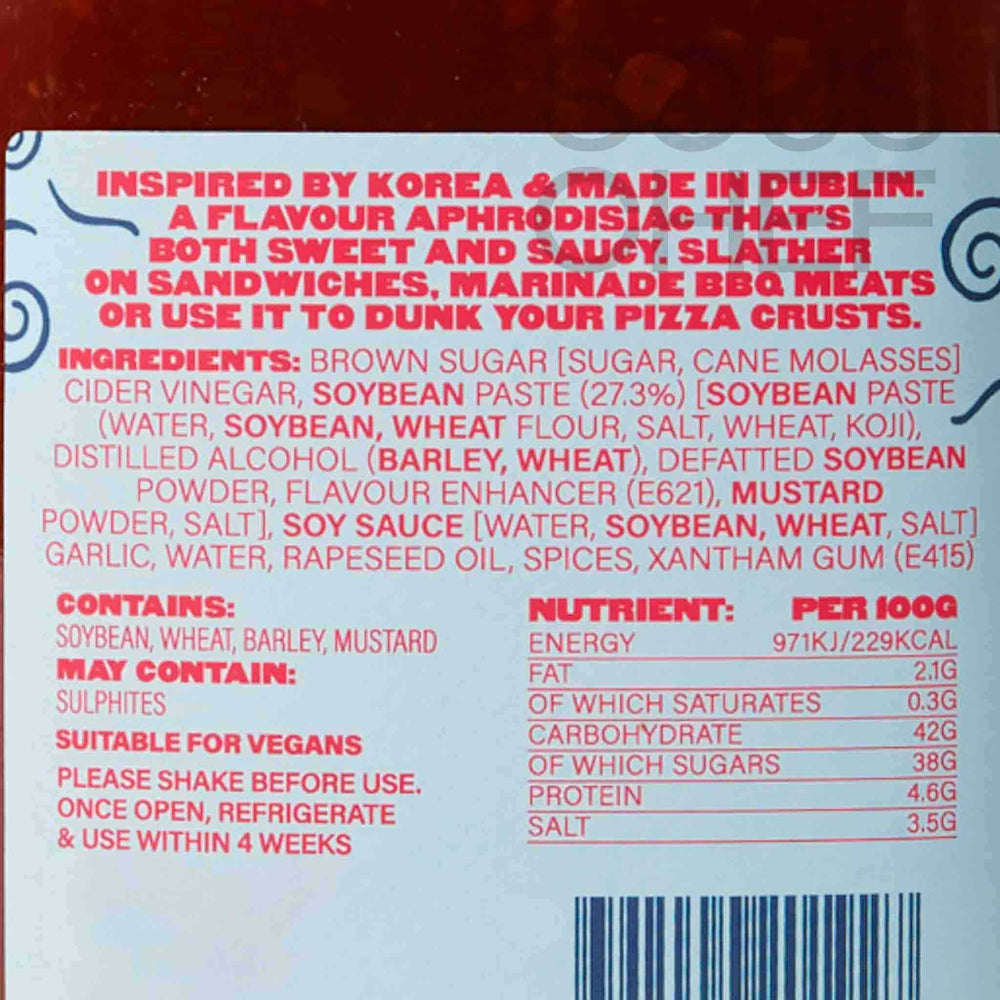 INSPIRED BY KOREA & MADE IN DUBLIN.
A FLAVOUR APHRODISIAC THAT'S
BOTH SWEET AND SAUCY. SLATHER
ON SANDWICHES, MARINADE BBQ MEATS
OR USE IT TO DUNK YOUR PIZZA CRUSTS.
INGREDIENTS: BROWN SUGAR [SUGAR, CANE MOLASSES]
CIDER VINEGAR, SOYBEAN PASTE (27.3%) [SOYBEAN PASTE
(WATER, SOYBEAN, WHEAT FLOUR, SALT, WHEAT, KOJI),
DISTILLED ALCOHOL (BARLEY, WHEAT), DEFATTED SOYBEAN
POWDER, FLAVOUR ENHANCER (E621), MUSTARD
POWDER, SALT], SOY SAUCE [WATER, SOYBEAN, WHEAT, SALT]
GARLIC, WATER, RAPESEED OIL, SPICES, XANTHAM GUM (E415)
CONTAINS:
SOYBEAN, WHEAT, BARLEY, MUSTARD
MAY CONTAIN:
SULPHITES
SUITABLE FOR VEGANS
PLEASE SHAKE BEFORE USE.
ONCE OPEN, REFRIGERATE
& USE WITHIN 4 WEEKS
NUTRIENT: PER 100G
ENERGY 971KJ/229KCAL
FAT 2.1G
OF WHICH SATURATES 0.3G
CARBOHYDRATE 42G
OF WHICH SUGARS 38G
PROTEIN 4.6G
SALT 3.5G
CHEF